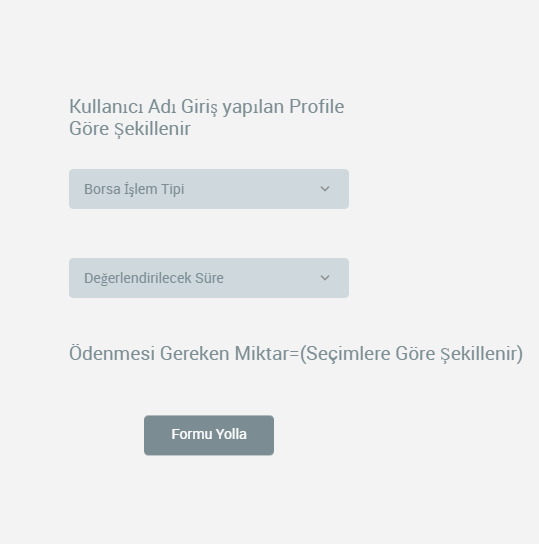 Kullanıcı Adı Giriş yapılan Profile
Göre Şekillenir
Borsa İşlem Tipi
Değerlendirilecek Süre
Ödenmesi Gereken Miktar=(Seçimlere Göre Şekillenir)
Formu Yolla